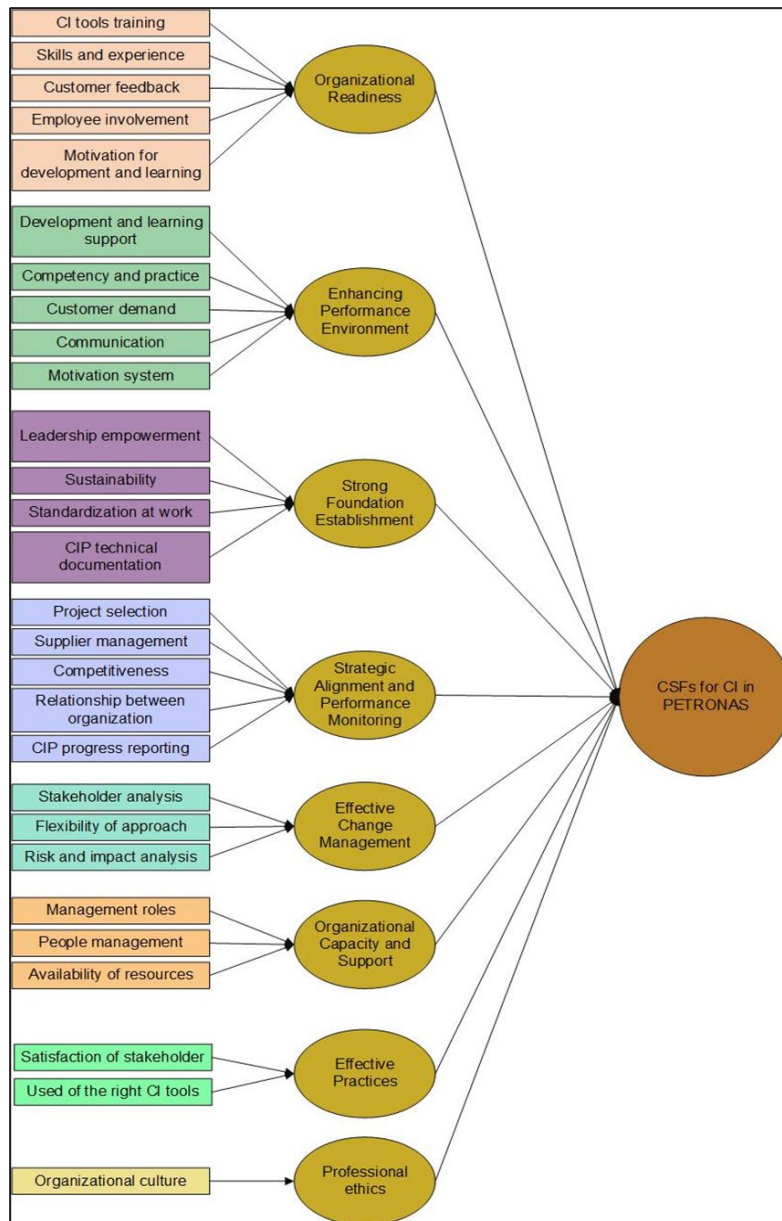 CI tools training
Skills and experience
Customer feedback
Employee involvement
Motivation for
development and learning
Organizational
Readiness
Development and learning
support
Competency and practice
Customer demand
Communication
Motivation system
Enhancing
Performance
Environment
Leadership empowerment
Sustainability
Standardization at work
CIP technical
documentation
Strong
Foundation
Establishment
Project selection
Supplier management
Competitiveness
Relationship between
organization
CIP progress reporting
Strategic
Alignment and
Performance
Monitoring
Stakeholder analysis
Flexibility of approach
Risk and impact analysis
Effective
Change
Management
Management roles
People management
Availability of resources
Organizational
Capacity and
Support
Satisfaction of stakeholder
Used of the right CI tools
Effective
Practices
Organizational culture
Professional
ethics
CSFs for CI in
PETRONAS